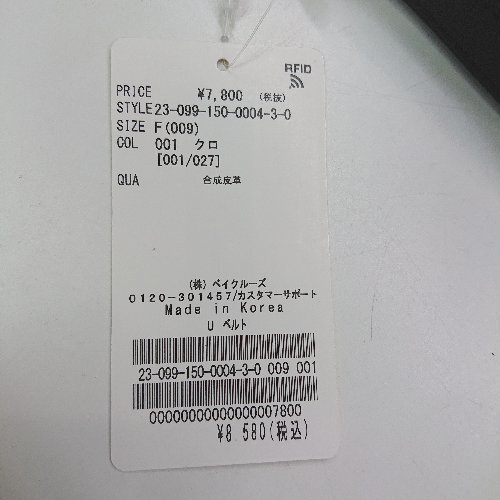 RFID
PRICE ¥7,800 (税抜)
STYLE 23-099-150-0004-3-0
SIZE F(009)
COL 001 クロ
[001/027]
QUA 合成皮革
(株) ベイクルーズ
0120-301457/カスタマーサポート
Made in Korea
U ベルト
23-099-150-0004-3-0 009 001
00000000000000007800
¥8 580(税込)